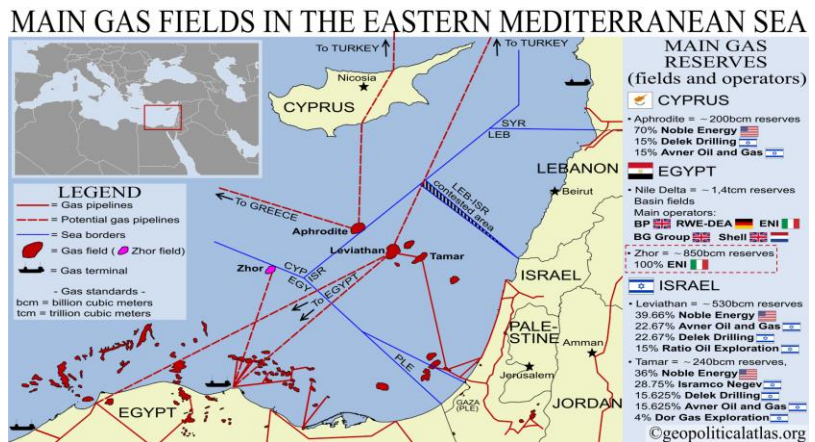 MAIN GAS FIELDS IN THE EASTERN MEDITERRANEAN SEA
To TURKEY
To TURKEY
Nicosia
CYPRUS
SYR
LEB
LEBANON
Beirut
LEB-ISR
contested area
To GREECE
Aphrodite
Leviathan
Tamar
Zhor
CYP
ISR
EGY
To EGYPT
ISRAEL
PALE-
STINE
Amman
Jerusalem
PLE
GAZA
(PLE)
EGYPT
JORDAN
LEGEND
= Gas pipelines
= Potential gas pipelines
= Sea borders
= Gas field ( Zhor field)
= Gas terminal
- Gas standards -
bcm = billion cubic meters
tcm = trillion cubic meters
MAIN GAS
RESERVES
(fields and operators)
CYPRUS
• Aphrodite = ~200bcm reserves
70% Noble Energy
15% Delek Drilling
15% Avner Oil and Gas
EGYPT
• Nile Delta = ~1,4tcm reserves
Basin fields
Main operators:
BP RWE-DEA ENI
BG Group Shell
• Zhor = ~850bcm reserves
100% ENI
ISRAEL
• Leviathan = ~530bcm reserves
39.66% Noble Energy
22.67% Avner Oil and Gas
22.67% Delek Drilling
15% Ratio Oil Exploration
• Tamar = ~240bcm reserves,
36% Noble Energy
28.75% Isramco Negev
15.625% Delek Drilling
15.625% Avner Oil and Gas
4% Dor Gas Exploration
©geopoliticalatlas.org